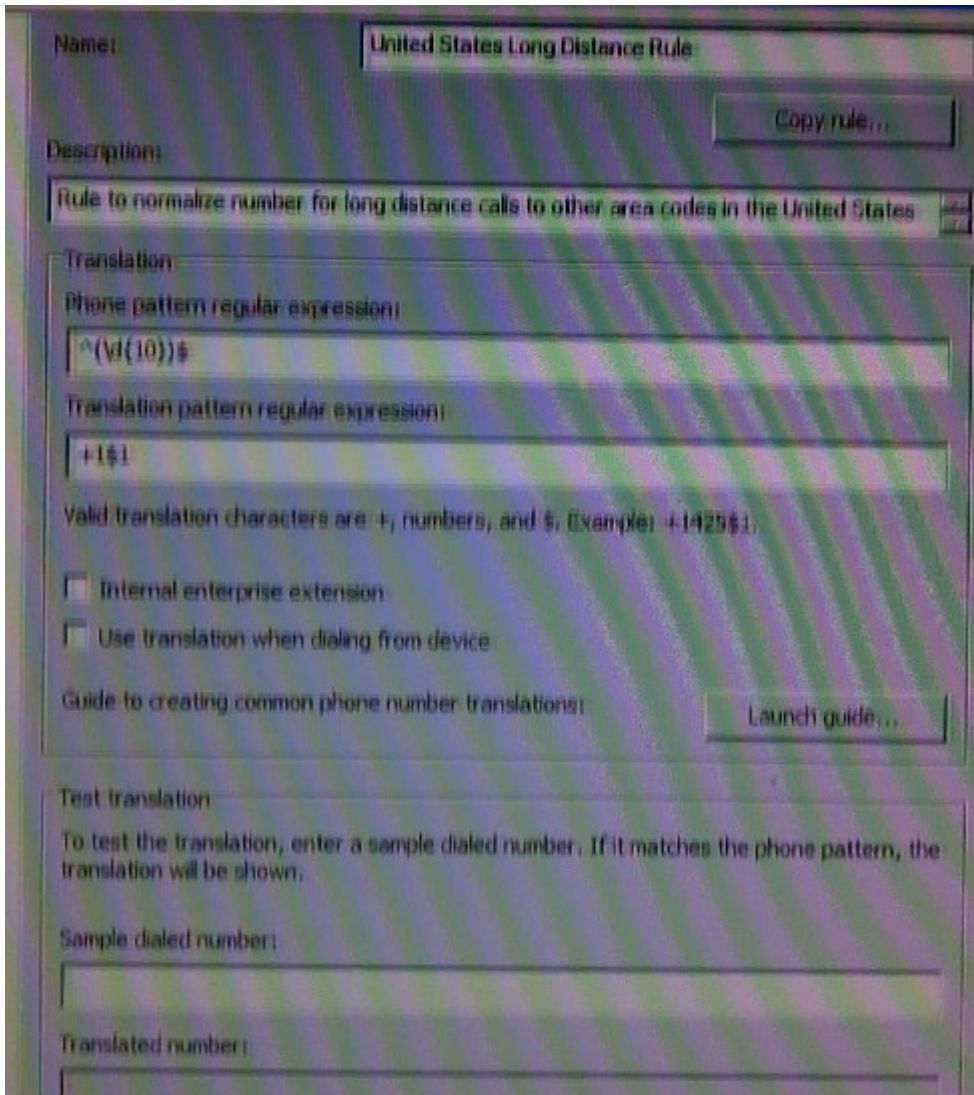 Name:
United States Long Distance Rule
Copy rule...
Description:
Rule to normalize number for long distance calls to other area codes in the United States
Translation
Phone pattern regular expression:
^(\d{10})$
Translation pattern regular expression:
+1$1
Valid translation characters are +, numbers, and $. Example: +1425$1.
Internal enterprise extension
Use translation when dialing from device
Guide to creating common phone number translations:
Launch guide...
Test translation
To test the translation, enter a sample dialed number. If it matches the phone pattern, the
translation will be shown.
Sample dialed number:
Translated number: